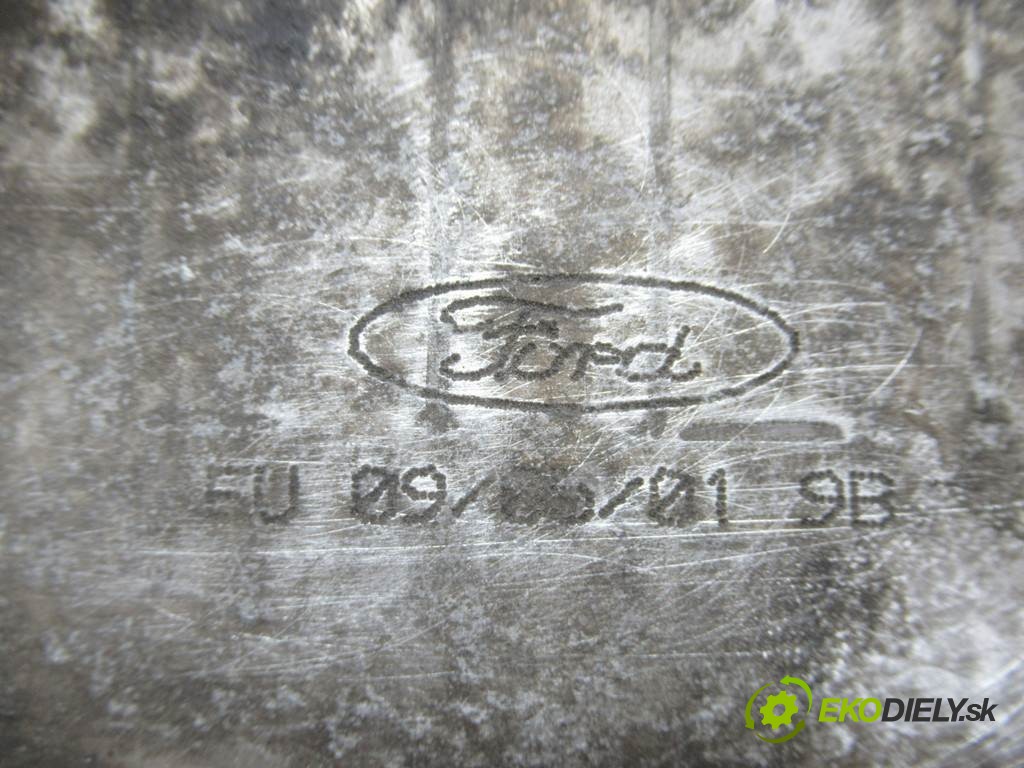 Ford
09/ /01 9B
EKODIELY.sk